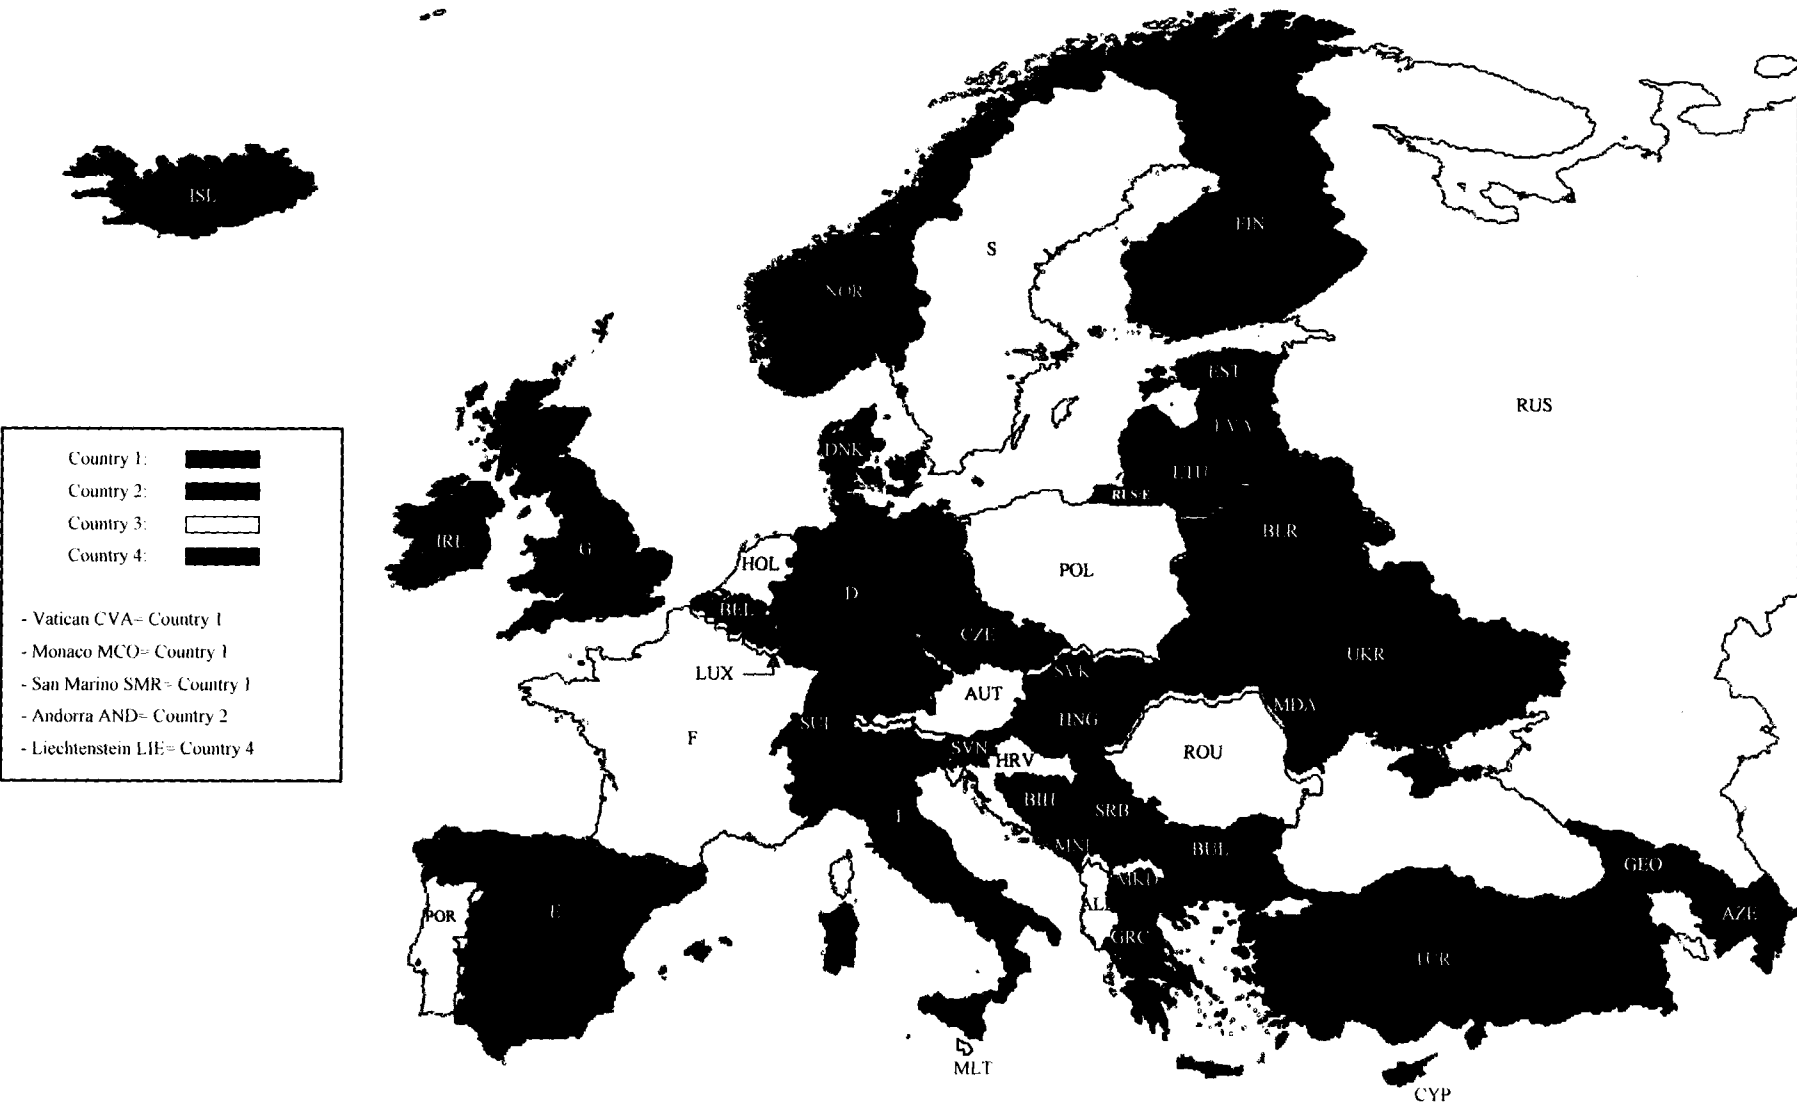 ISL
FIN
S
NOR
EST
RUS
LVA
DNK
Country 1:
LTU
Country 2:
RUS-E
Country 3:
BLR
IRL
G
Country 4:
HOL
POL
D
BEL
- Vatican CVA= Country 1
CZE
- Monaco MCO= Country 1
UKR
LUX
SVK
- San Marino SMR= Country 1
AUT
MDA
- Andorra AND= Country 2
HNG
SUI
F
- Liechtenstein LIE= Country 4
SVN
ROU
HRV
BIH
SRB
I
MNE
BUL
GEO
MKD
E
POR
AZE
GRC
TUR
MLT
CYP